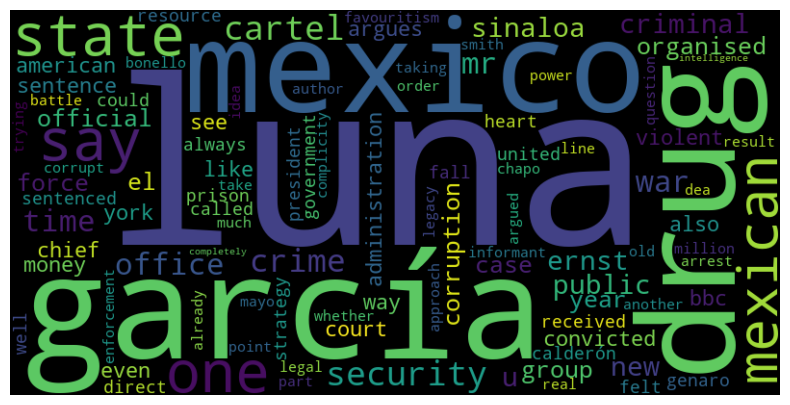 resource favouritism criminal
state cartel argues sinaloa
mexico
american bonello taking smith mr organised intelligence
sentence author order power idea
battle could
official see heart question
trying say always luna drug
corrupt like president government complicity administration united line violent result
force el prison fall chapo war dea
sentenced take legacy
time york called much argued also mexican
chief completely informant old million
money office crime corruption case ernst another arrest
enforcement mayo approach way public year bbc
well garcía whether
already strategy court received convicted
even point calderón new
direct one security legal part u group real felt genaro